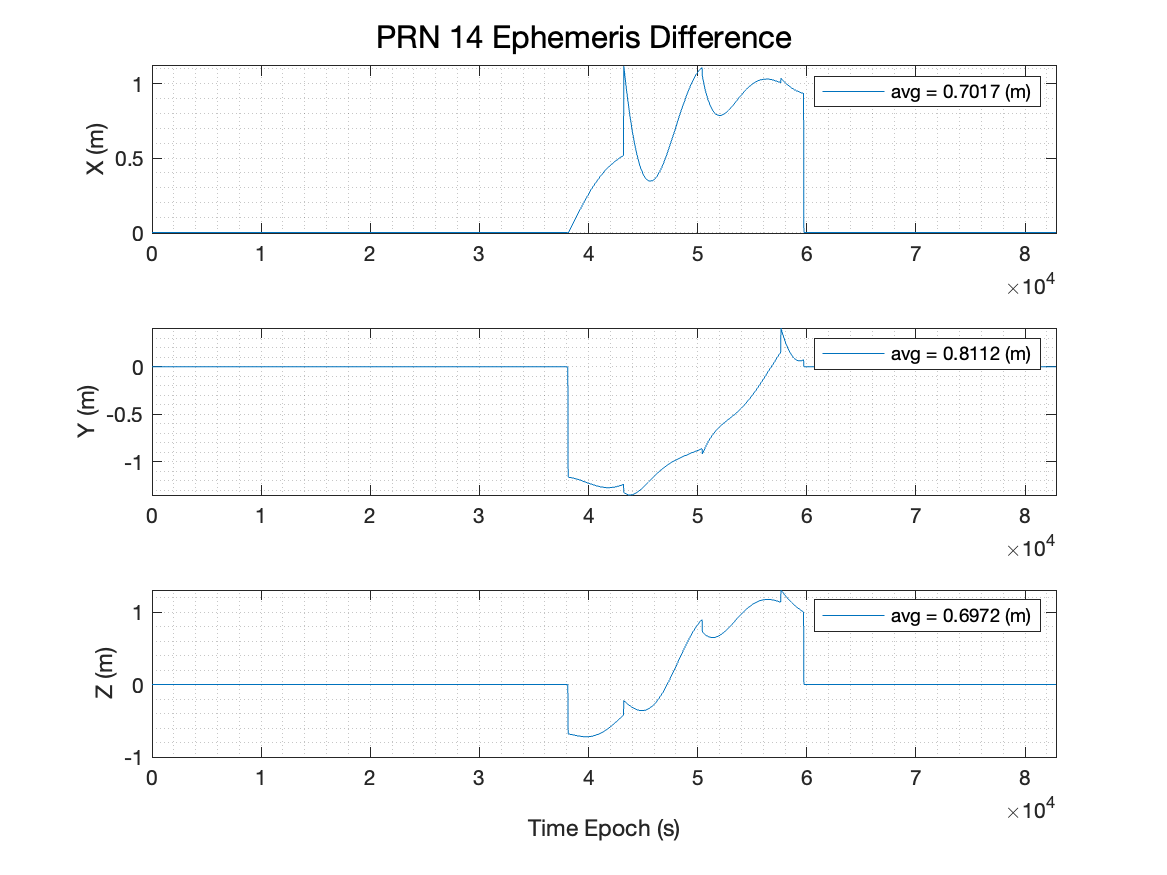 PRN 14 Ephemeris Difference
avg = 0.7017 (m)
X (m)
1
0.5
0
0 1 2 3 4 5 6 7 8
×10^4
avg = 0.8112 (m)
Y (m)
0
-0.5
-1
0 1 2 3 4 5 6 7 8
×10^4
avg = 0.6972 (m)
Z (m)
1
0
-1
0 1 2 3 4 5 6 7 8
×10^4
Time Epoch (s)